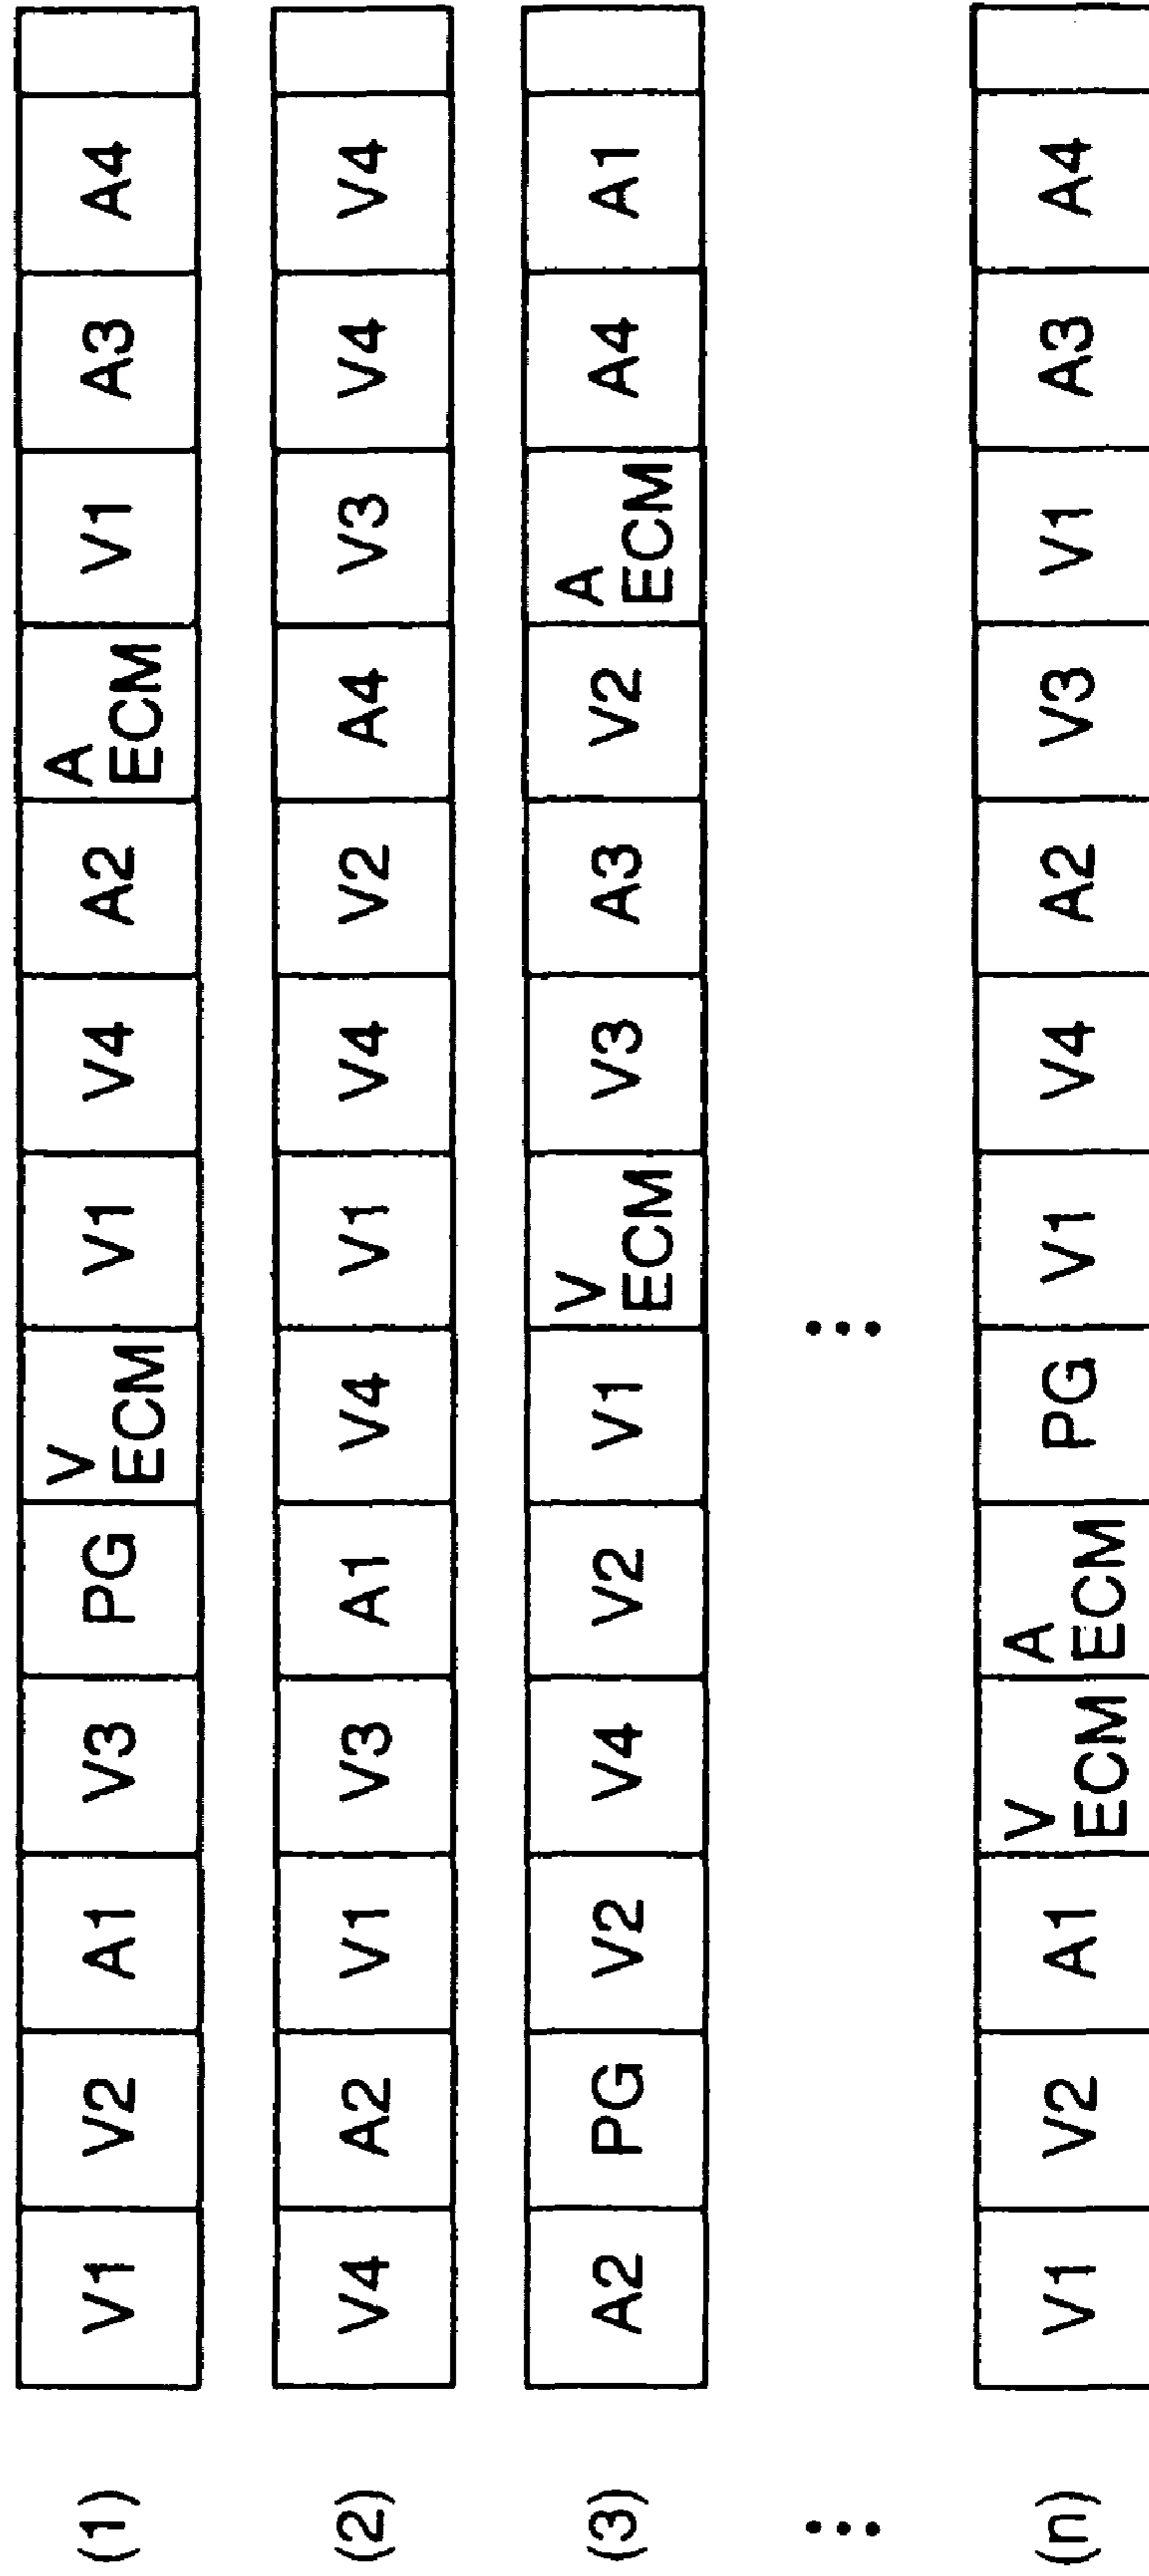 (1) V1 V2 A1 V3 PG V ECM V1 V4 A2 A ECM V1 A3 A4
(2) V4 A2 V1 V3 A1 V4 V1 V4 V2 A4 V3 V4 V4
(3) A2 PG V2 V4 V2 V1 V ECM V3 A3 V2 A ECM A4 A1
⋮ ⋮
(n) V1 V2 A1 V ECM A ECM PG V1 V4 A2 V3 V1 A3 A4